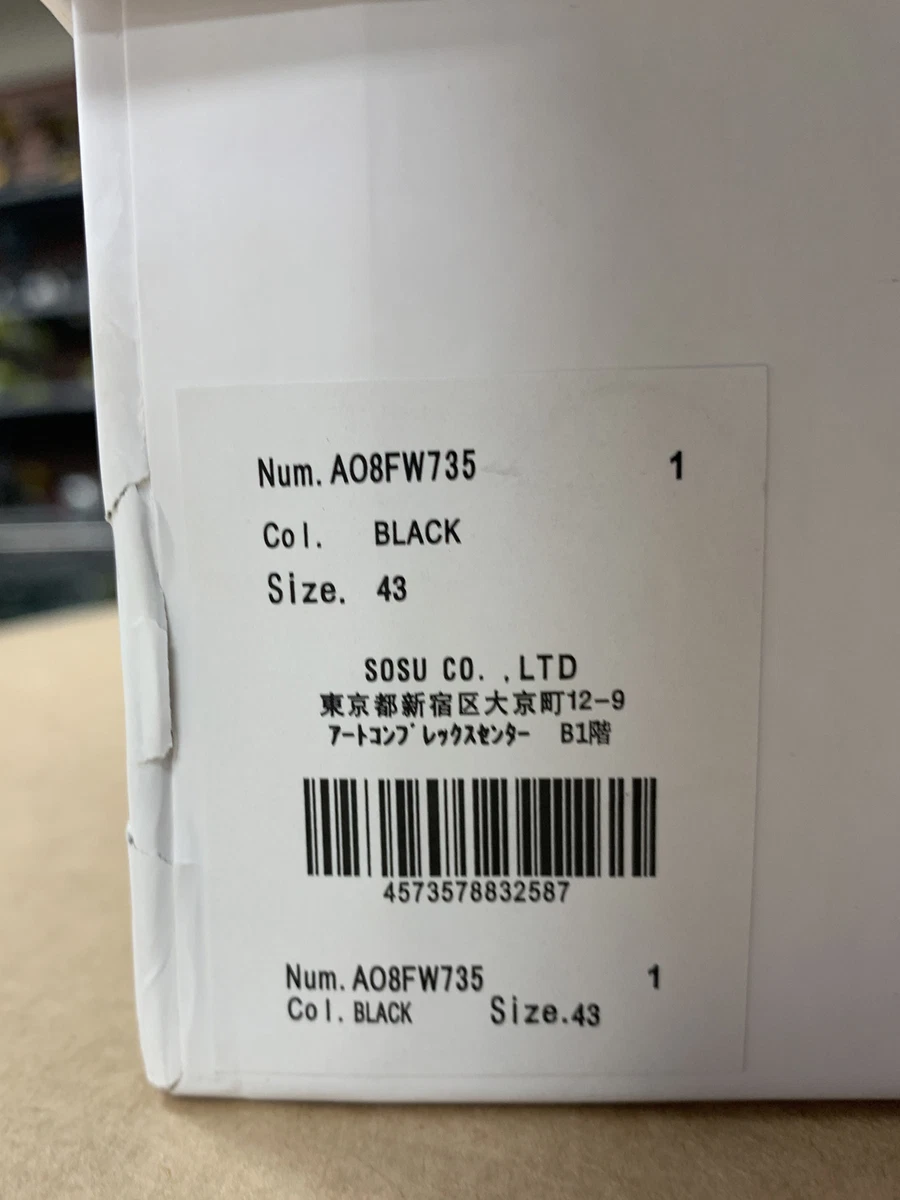 Num. AO8FW735 1
Col. BLACK
Size. 43
SOSU CO. ,LTD
東京都新宿区大京町12-9
ｱｰﾄｺﾝﾌﾟﾚｯｸｽｾﾝﾀｰ B1階
4573578832587
Num. AO8FW735 1
Col. BLACK Size. 43